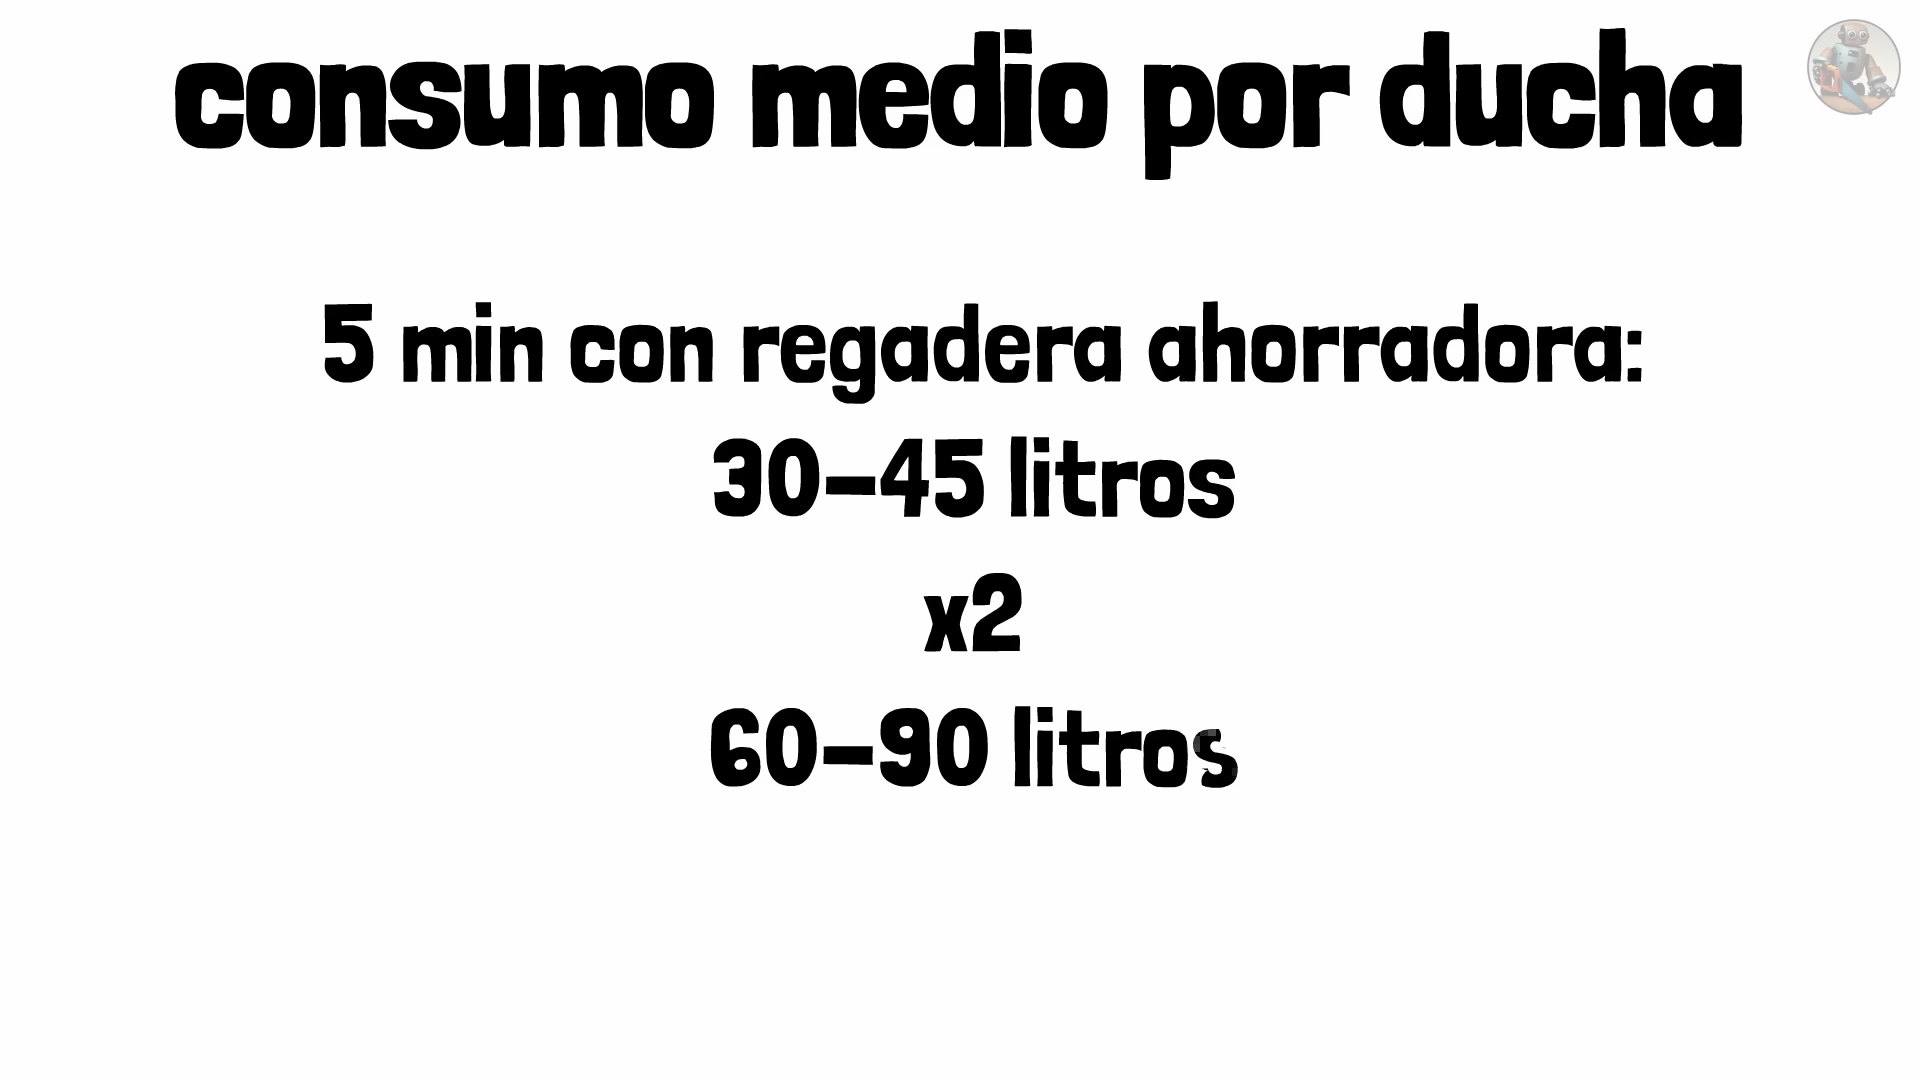 consumo medio por ducha
5 min con regadera ahorradora:
30–45 litros
x2
60–90 litros